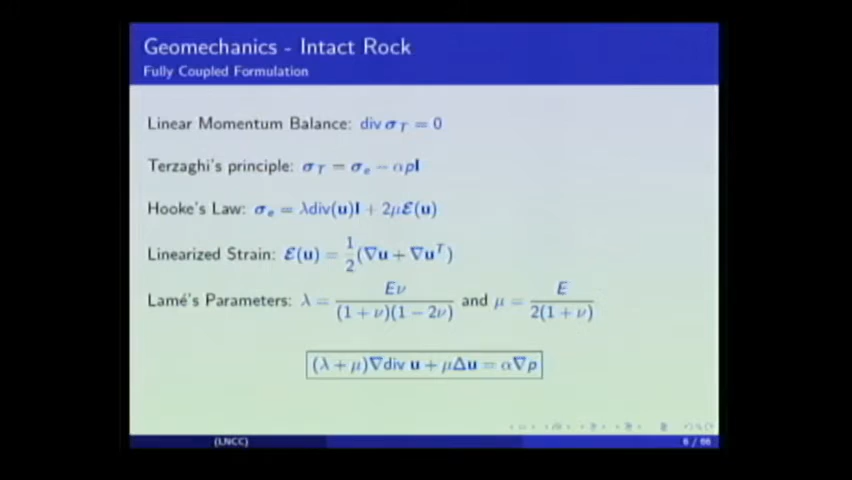 Geomechanics - Intact Rock
Fully Coupled Formulation
Linear Momentum Balance: div σ_T = 0
Terzaghi's principle: σ_T = σ_e − αpI
Hooke's Law: σ_e = λdiv(u)I + 2μℰ(u)
Linearized Strain: ℰ(u) = 1/2(∇u + ∇u^T)
Lamé's Parameters: λ = Eν/((1 + ν)(1 − 2ν)) and μ = E/(2(1 + ν))
(λ + μ)∇div u + μΔu = α∇p
(LNCC) 6 / 66